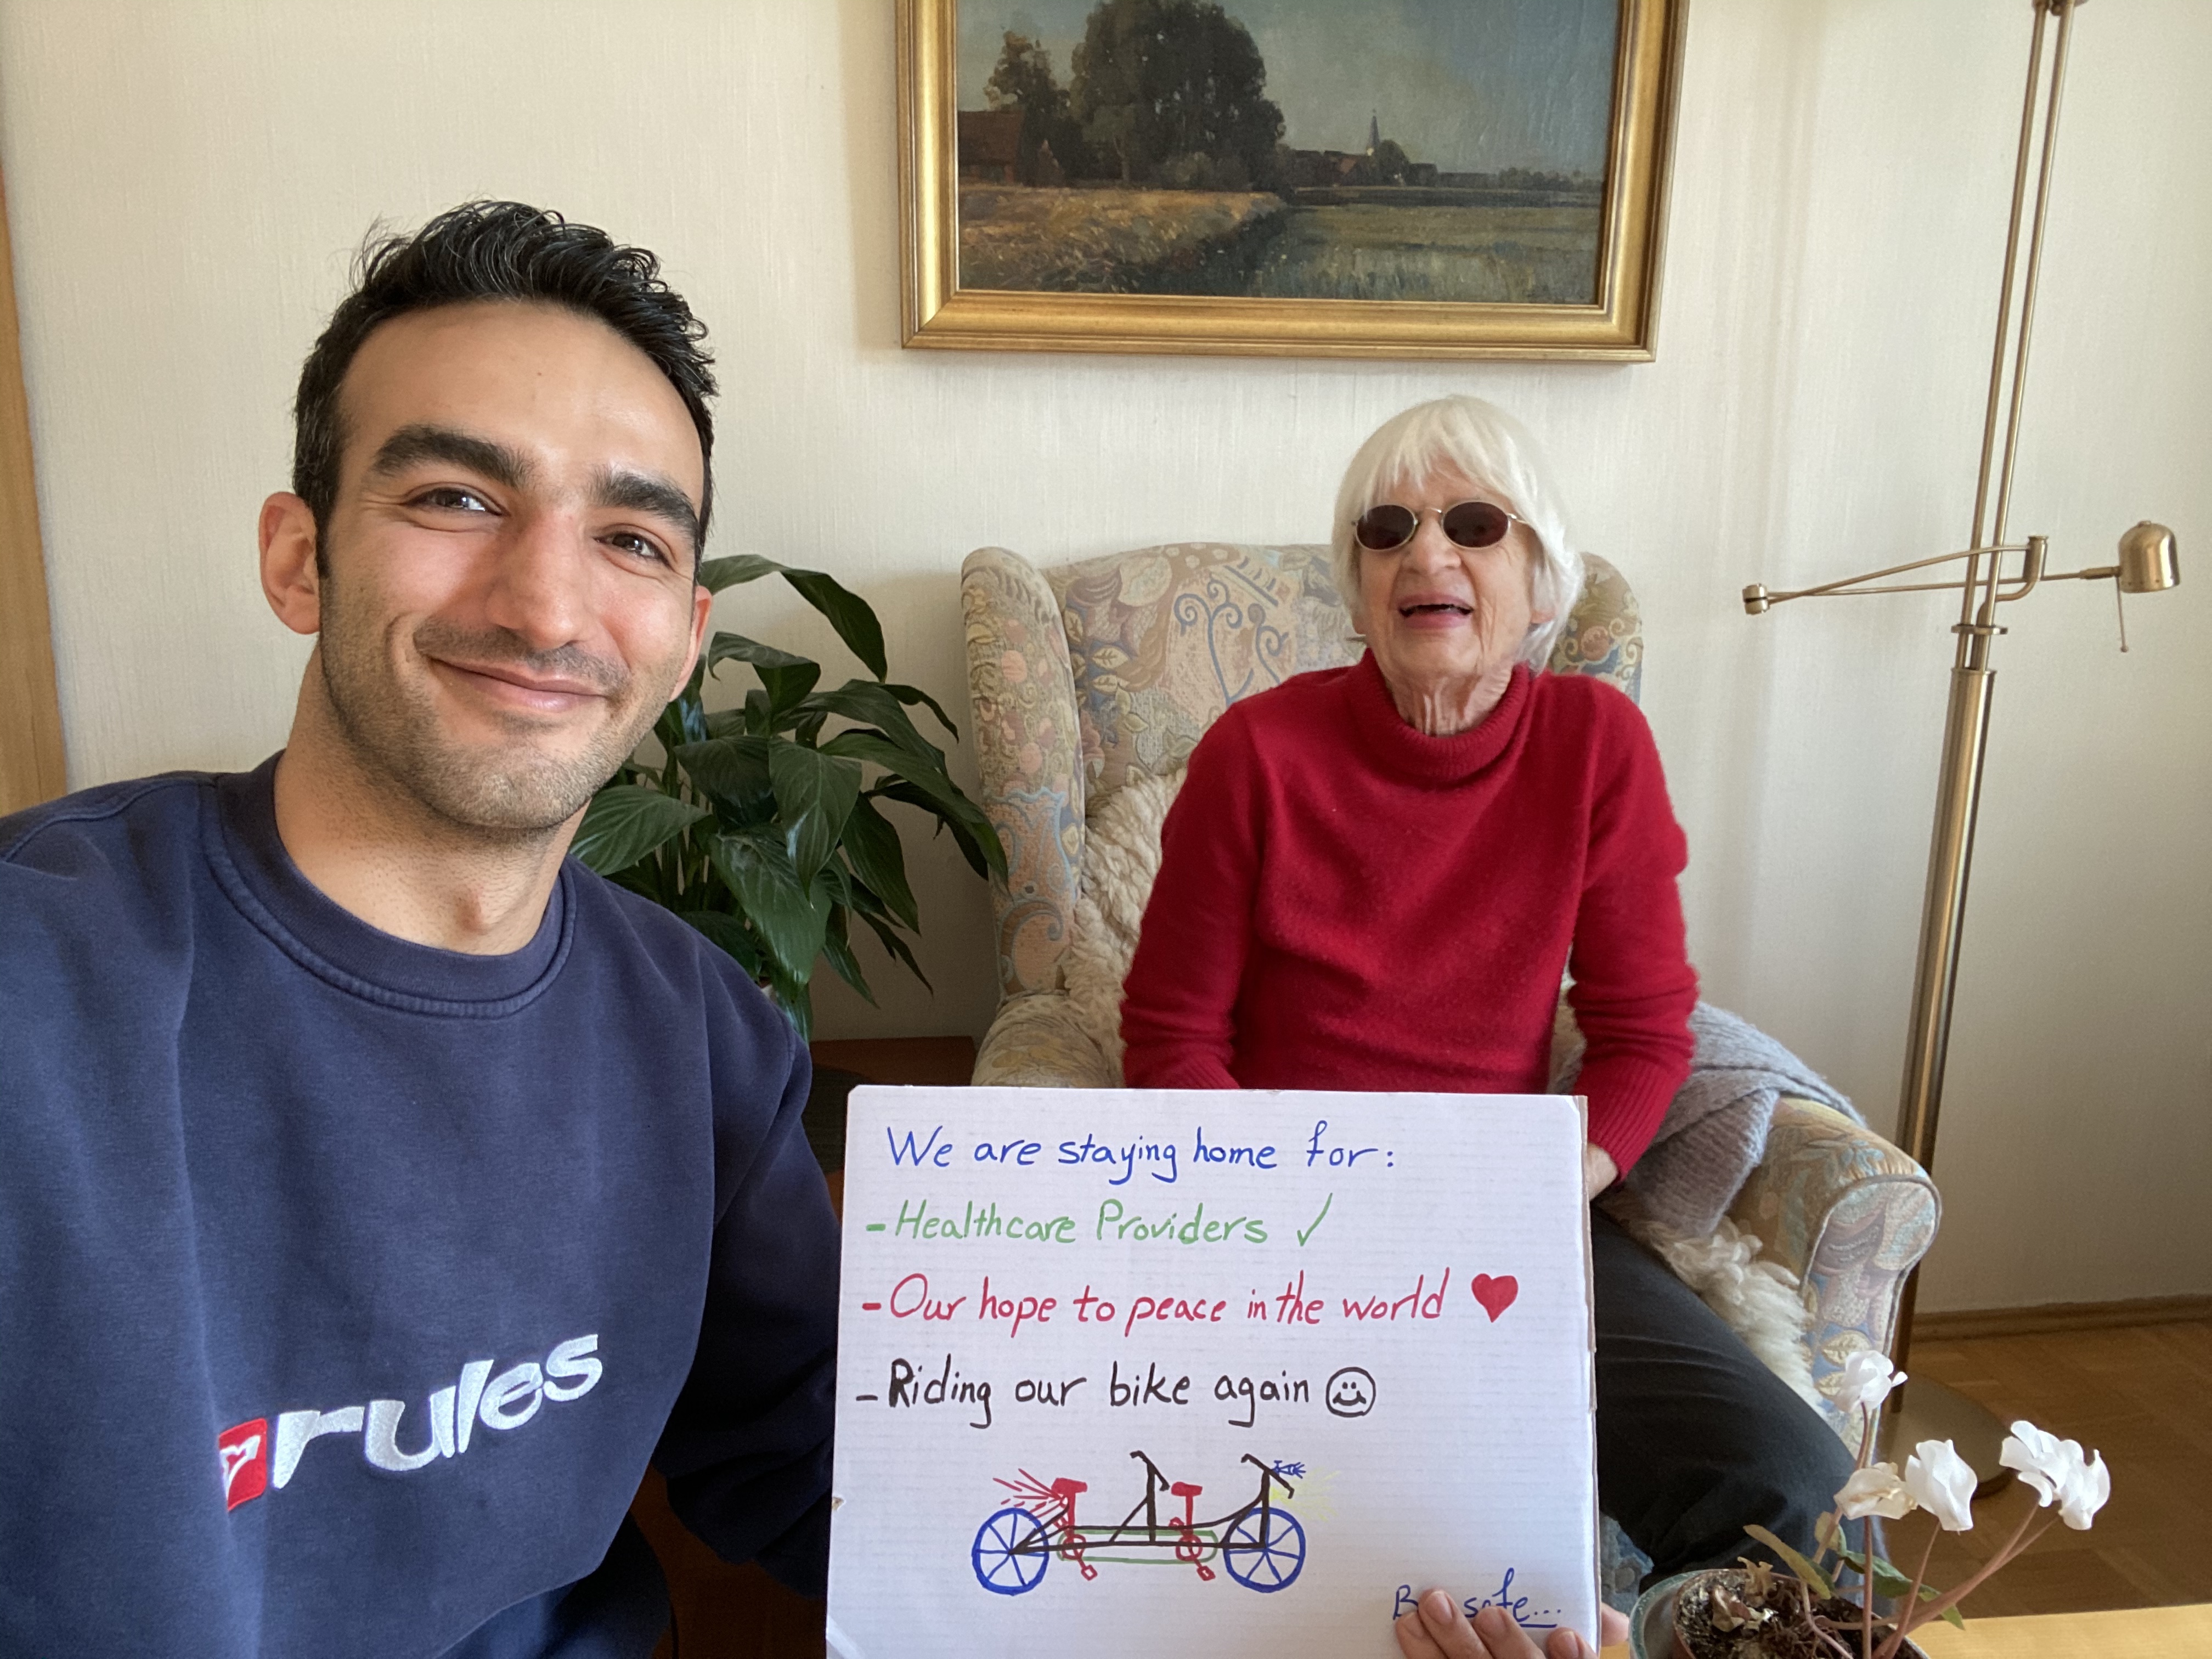 We are staying home for:
- Healthcare Providers ✓
- Our hope to peace in the world ♥
- Riding our bike again ☺
safe...
rules